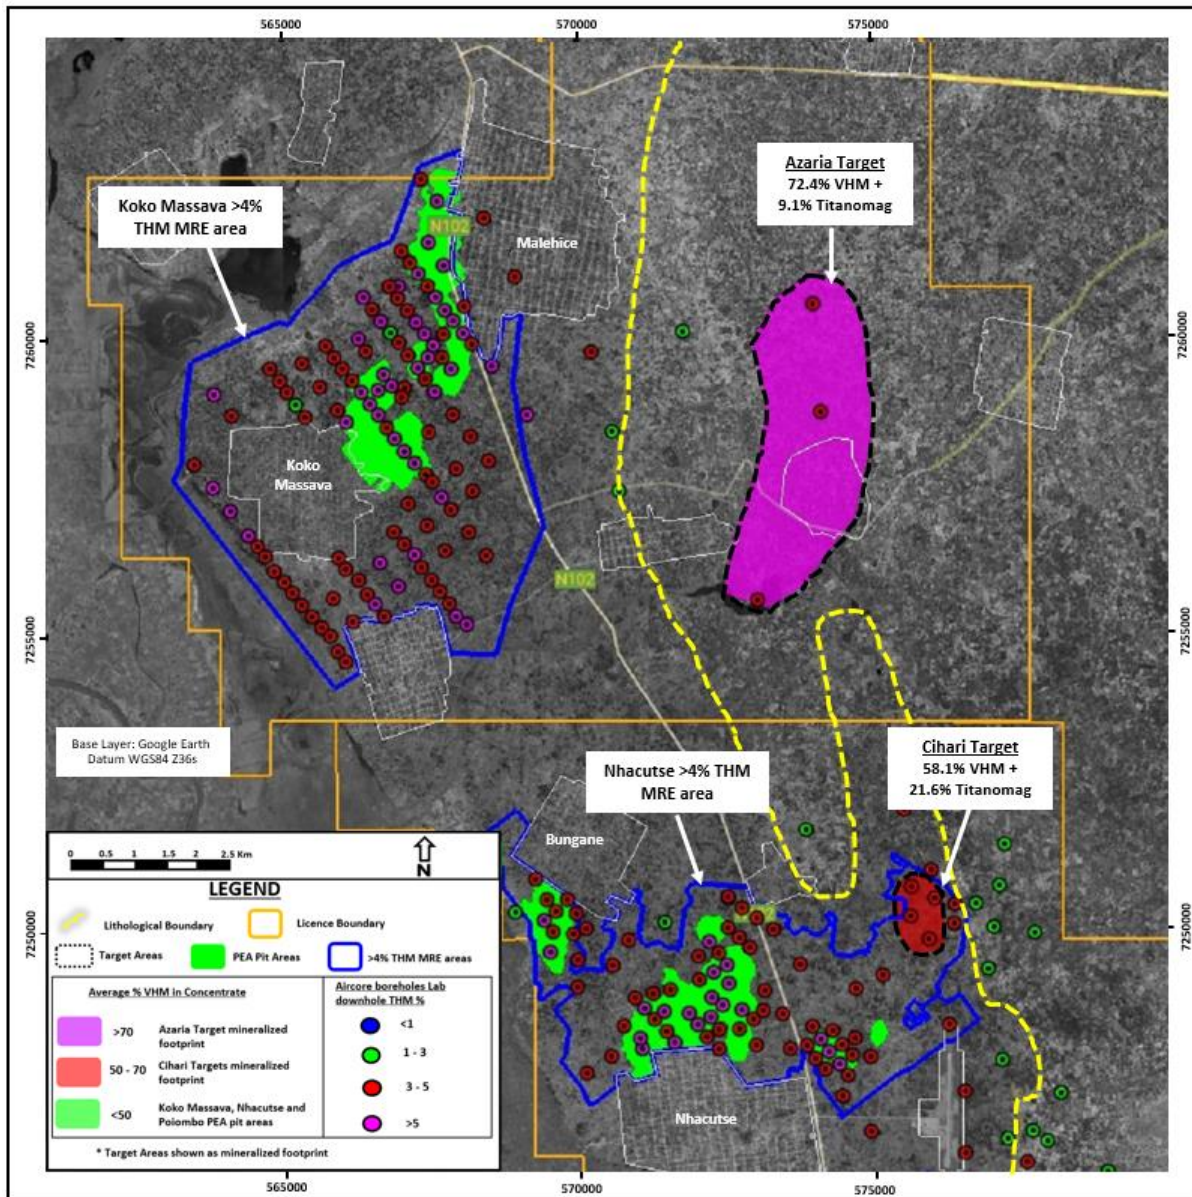 565000
570000
575000
Azaria Target
72.4% VHM +
9.1% Titanomag
Koko Massava >4%
THM MRE area
N102
Malehice
7260000
7260000
Koko
Massava
N102
7255000
7255000
Base Layer: Google Earth
Datum WGS84 Z36s
Nhacutse >4% THM
MRE area
Cihari Target
58.1% VHM +
21.6% Titanomag
Bungane
0 0.5 1 1.5 2 2.5 Km
N
LEGEND
Lithological Boundary
Licence Boundary
Target Areas
PEA Pit Areas
>4% THM MRE areas
Average % VHM in Concentrate
>70 Azaria Target mineralized
footprint
50 - 70 Cihari Targets mineralized
footprint
<50 Koko Massava, Nhacutse and
Poiombo PEA pit areas
Aircore boreholes Lab
downhole THM %
<1
1 - 3
3 - 5
>5
* Target Areas shown as mineralized footprint
7250000
7250000
Nhacutse
565000
570000
575000